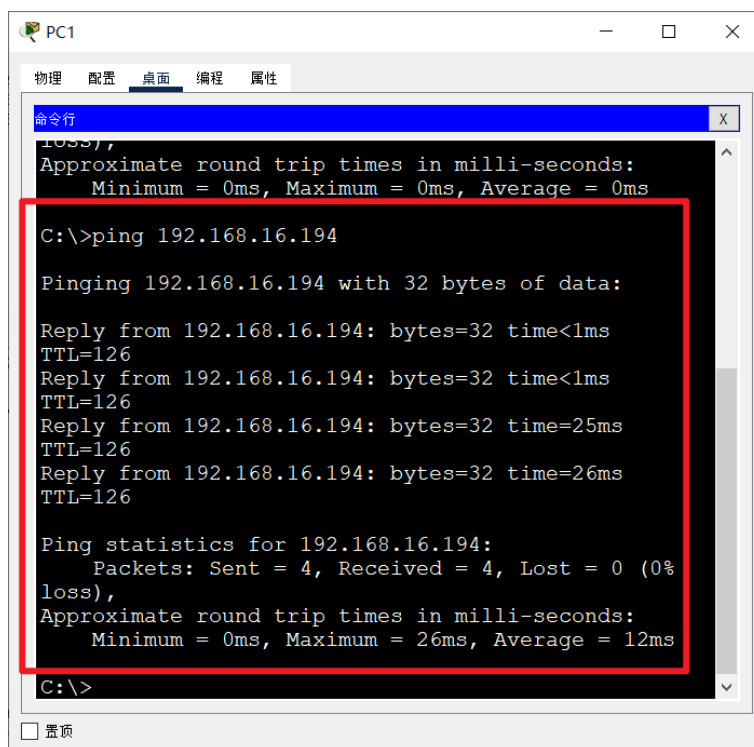 PC1
物理 配置 桌面 编程 属性
命令行
X
loss),
Approximate round trip times in milli-seconds:
    Minimum = 0ms, Maximum = 0ms, Average = 0ms
C:\>ping 192.168.16.194
Pinging 192.168.16.194 with 32 bytes of data:
Reply from 192.168.16.194: bytes=32 time<1ms
TTL=126
Reply from 192.168.16.194: bytes=32 time<1ms
TTL=126
Reply from 192.168.16.194: bytes=32 time=25ms
TTL=126
Reply from 192.168.16.194: bytes=32 time=26ms
TTL=126
Ping statistics for 192.168.16.194:
    Packets: Sent = 4, Received = 4, Lost = 0 (0%
loss),
Approximate round trip times in milli-seconds:
    Minimum = 0ms, Maximum = 26ms, Average = 12ms
C:\>
置顶